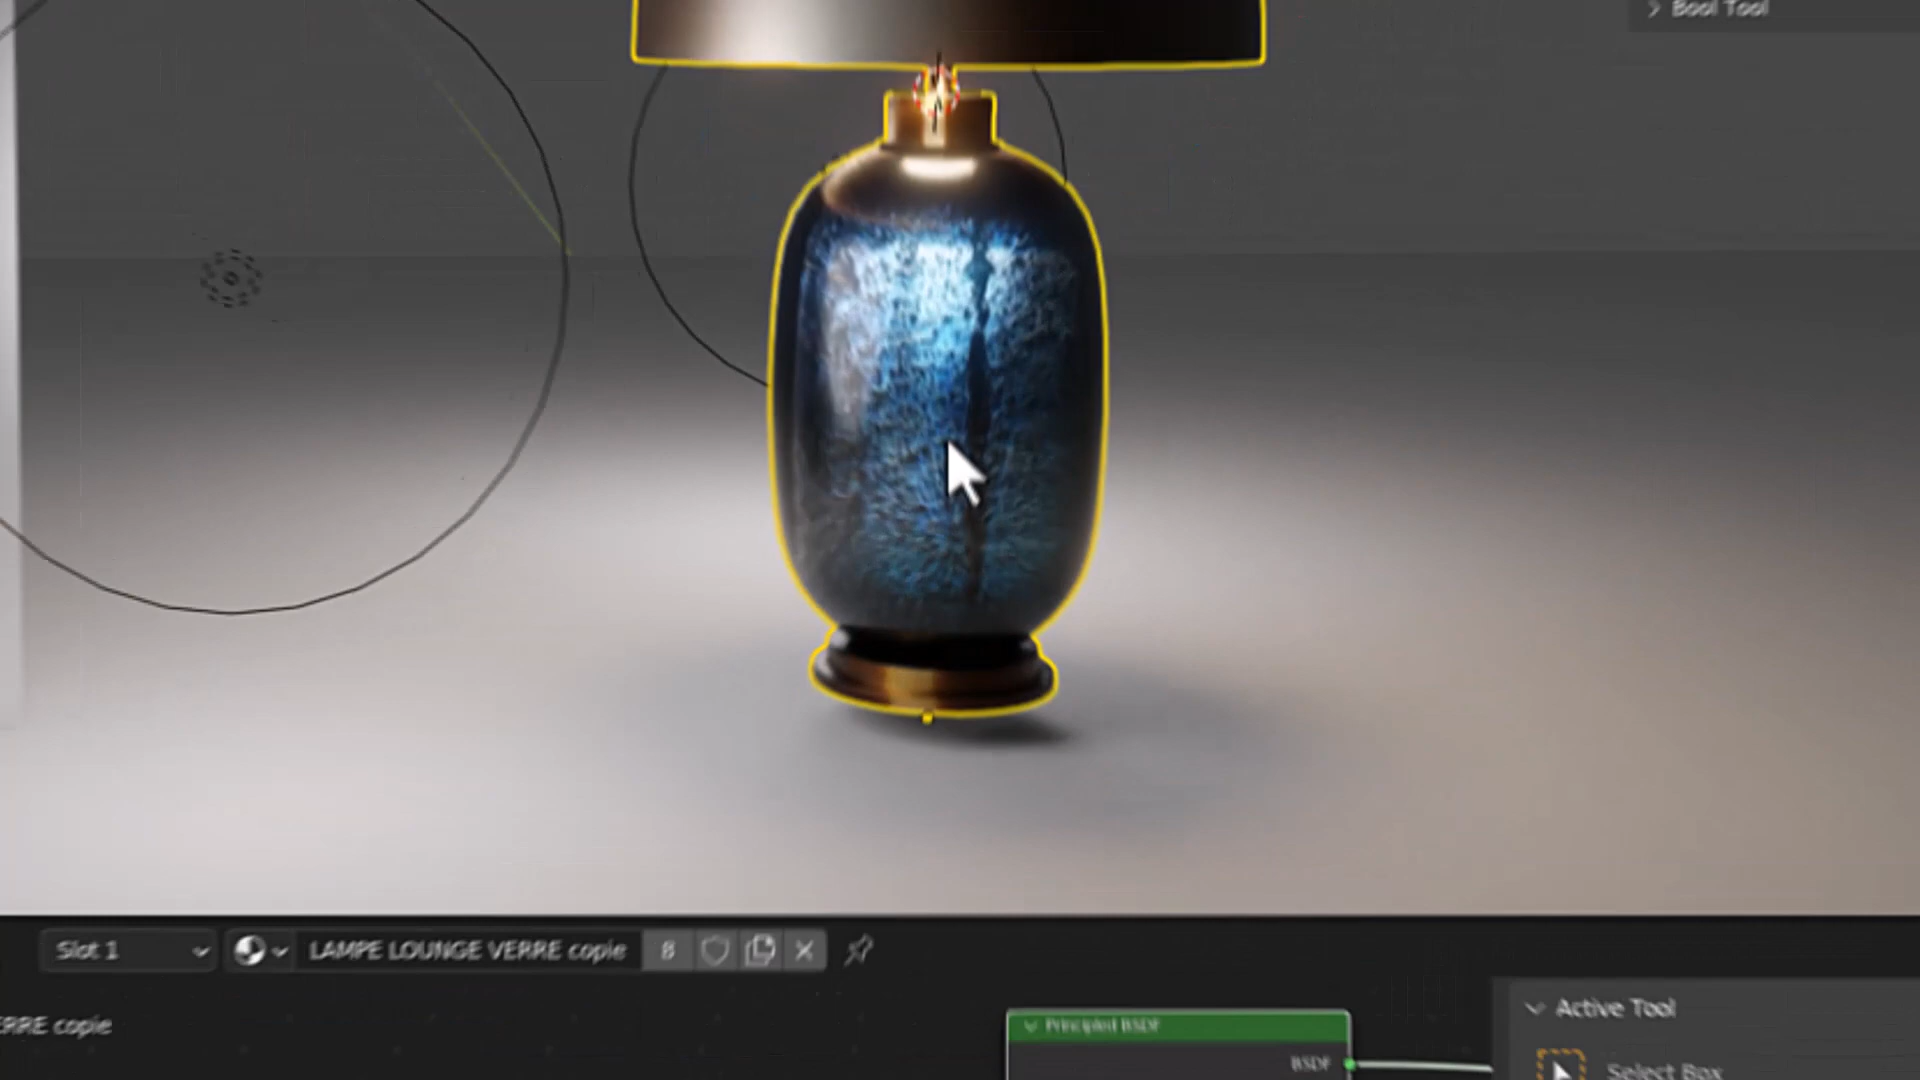 Bool Tool
Slot 1
LAMPE LOUNGE VERRE copie
8
ERRE copie
Principled BSDF
BSDF
Active Tool
Select Box